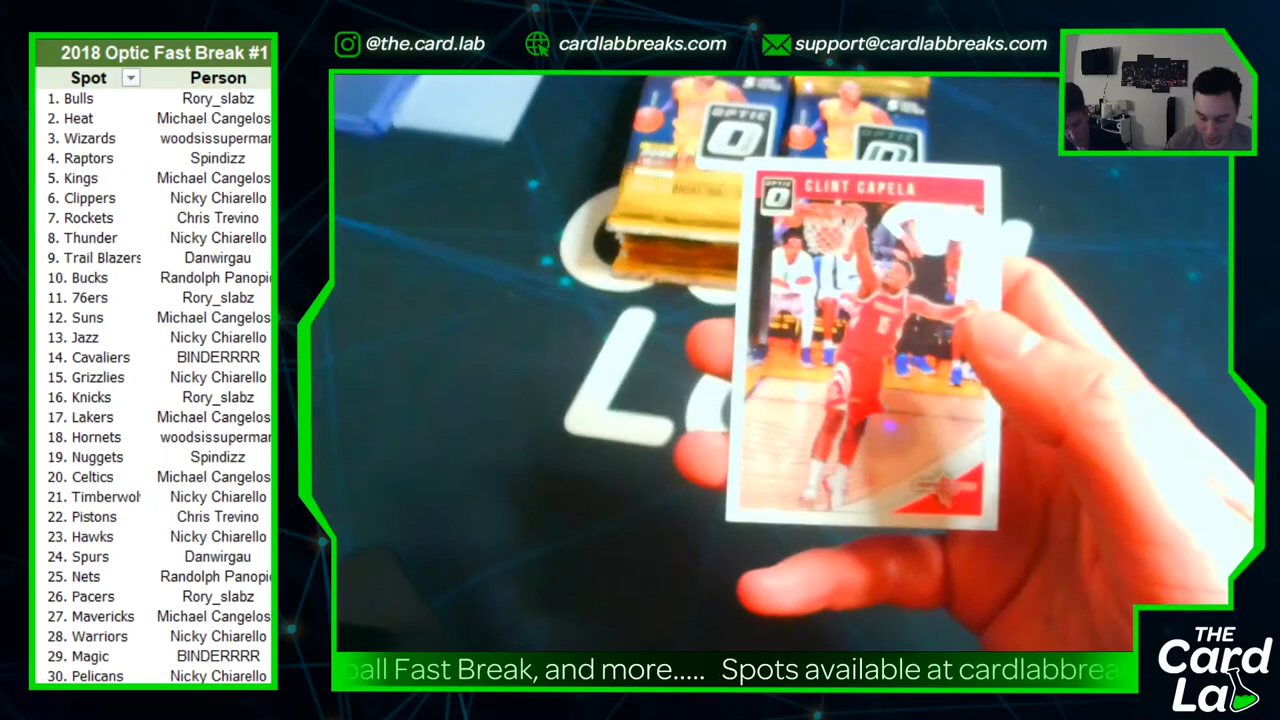 2018 Optic Fast Break #1
Spot Person
1. Bulls Rory_slabz
2. Heat Michael Cangelos
3. Wizards woodsissuperman
4. Raptors Spindizz
5. Kings Michael Cangelos
6. Clippers Nicky Chiarello
7. Rockets Chris Trevino
8. Thunder Nicky Chiarello
9. Trail Blazers Danwirgau
10. Bucks Randolph Panopio
11. 76ers Rory_slabz
12. Suns Michael Cangelos
13. Jazz Nicky Chiarello
14. Cavaliers BINDERRRR
15. Grizzlies Nicky Chiarello
16. Knicks Rory_slabz
17. Lakers Michael Cangelos
18. Hornets woodsissuperman
19. Nuggets Spindizz
20. Celtics Michael Cangelos
21. Timberwol Nicky Chiarello
22. Pistons Chris Trevino
23. Hawks Nicky Chiarello
24. Spurs Danwirgau
25. Nets Randolph Panopio
26. Pacers Rory_slabz
27. Mavericks Michael Cangelos
28. Warriors Nicky Chiarello
29. Magic BINDERRRR
30. Pelicans Nicky Chiarello
@the.card.lab
cardlabbreaks.com
support@cardlabbreaks.com
OPTIC
OPTIC
CLINT CAPELA
15
La
ball Fast Break, and more..... Spots available at cardlabbrea
THE
Card
Lab